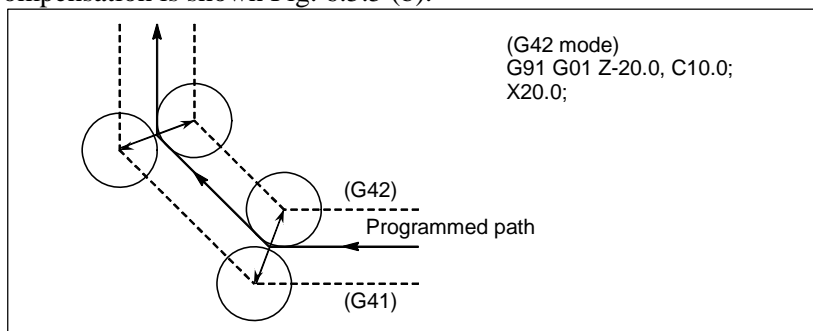 (G42 mode)
G91 G01 Z-20.0, C10.0;
X20.0;
(G42)
Programmed path
(G41)